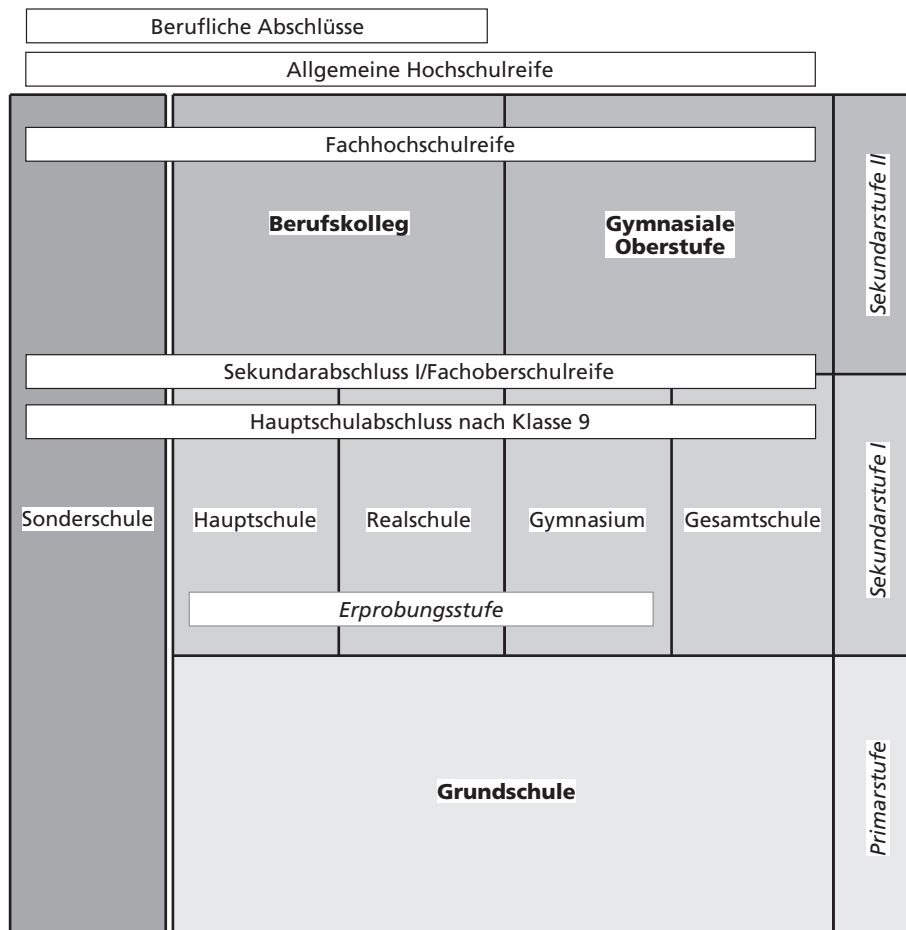 Berufliche Abschlüsse
Allgemeine Hochschulreife
Fachhochschulreife
Berufskolleg
Gymnasiale
Oberstufe
Sekundarstufe II
Sekundarabschluss I/Fachoberschulreife
Hauptschulabschluss nach Klasse 9
Sonderschule
Hauptschule
Realschule
Gymnasium
Gesamtschule
Sekundarstufe I
Erprobungsstufe
Grundschule
Primarstufe